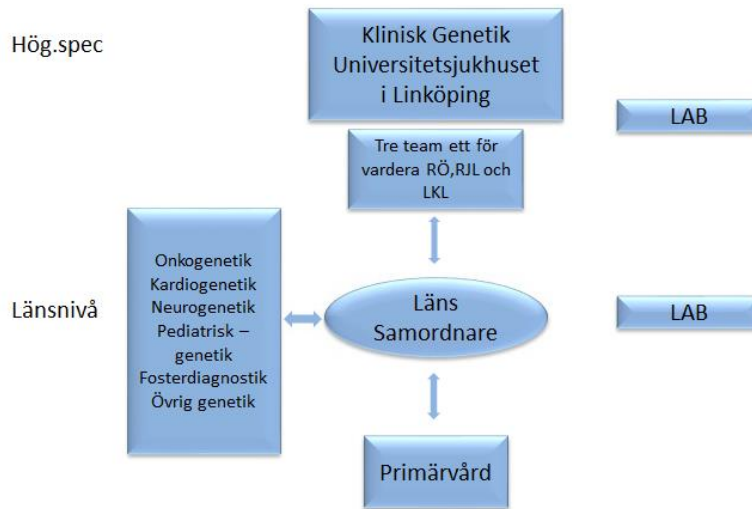 Hög.spec
Klinisk Genetik
Universitetsjukhuset
i Linköping
LAB
Tre team ett för
vardera RÖ,RJL och
LKL
Länsnivå
Onkogenetik
Kardiogenetik
Neurogenetik
Pediatrisk –
genetik
Fosterdiagnostik
Övrig genetik
Läns
Samordnare
LAB
Primärvård